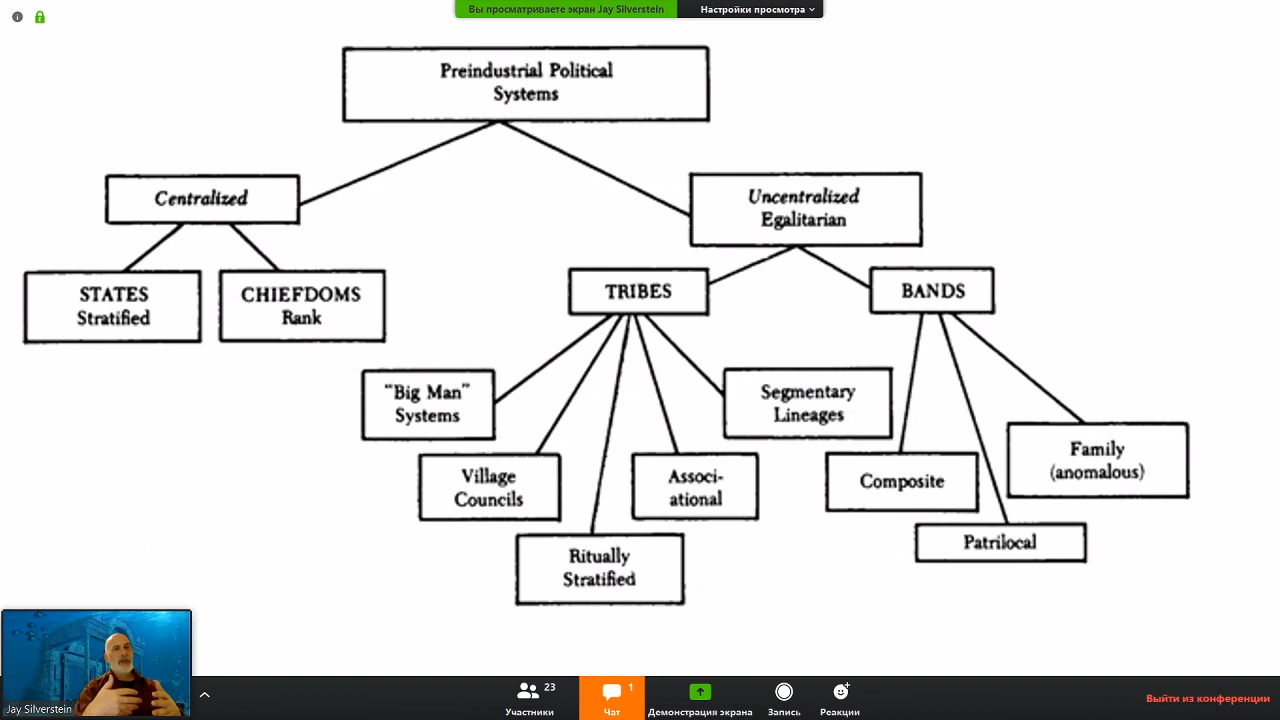 Вы просматриваете экран Jay Silverstein
Настройки просмотра
Preindustrial Political
Systems
Centralized
Uncentralized
Egalitarian
STATES
Stratified
CHIEFDOMS
Rank
TRIBES
BANDS
"Big Man"
Systems
Segmentary
Lineages
Village
Councils
Associ-
ational
Composite
Family
(anomalous)
Ritually
Stratified
Patrilocal
Jay Silverstein
23
Участники
1
Чат
Демонстрация экрана
Запись
Реакции
Выйти из конференции